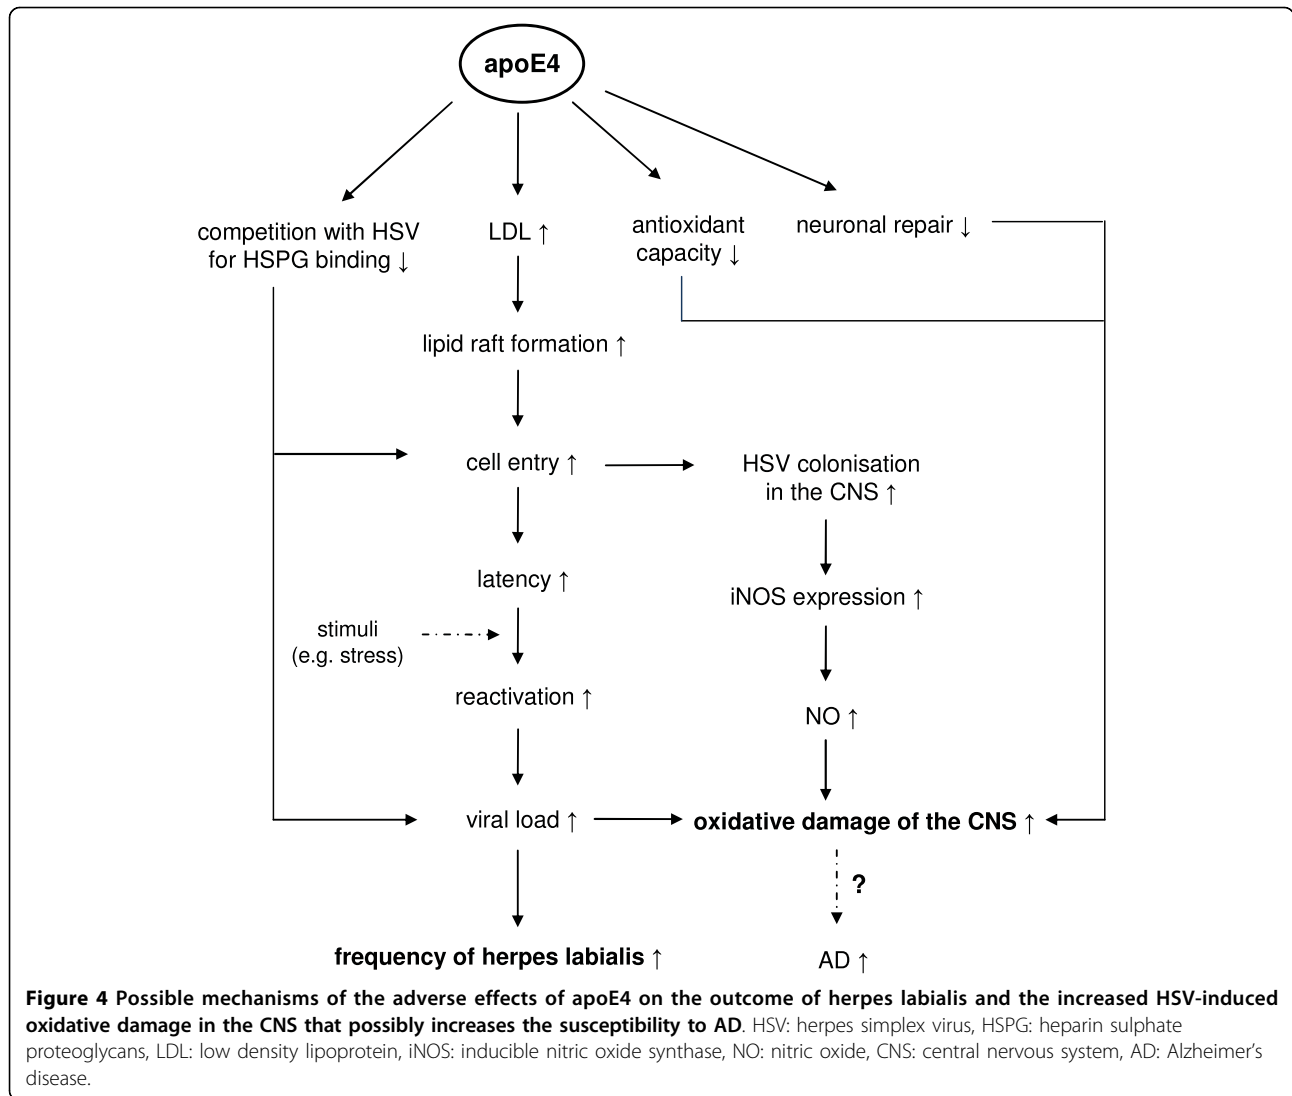 apoE4
competition with HSV
for HSPG binding ↓
LDL ↑
antioxidant
capacity ↓
neuronal repair ↓
lipid raft formation ↑
cell entry ↑
HSV colonisation
in the CNS ↑
latency ↑
iNOS expression ↑
stimuli
(e.g. stress)
reactivation ↑
NO ↑
viral load ↑
oxidative damage of the CNS ↑
?
frequency of herpes labialis ↑
AD ↑
Figure 4 Possible mechanisms of the adverse effects of apoE4 on the outcome of herpes labialis and the increased HSV-induced
oxidative damage in the CNS that possibly increases the susceptibility to AD. HSV: herpes simplex virus, HSPG: heparin sulphate
proteoglycans, LDL: low density lipoprotein, iNOS: inducible nitric oxide synthase, NO: nitric oxide, CNS: central nervous system, AD: Alzheimer's
disease.